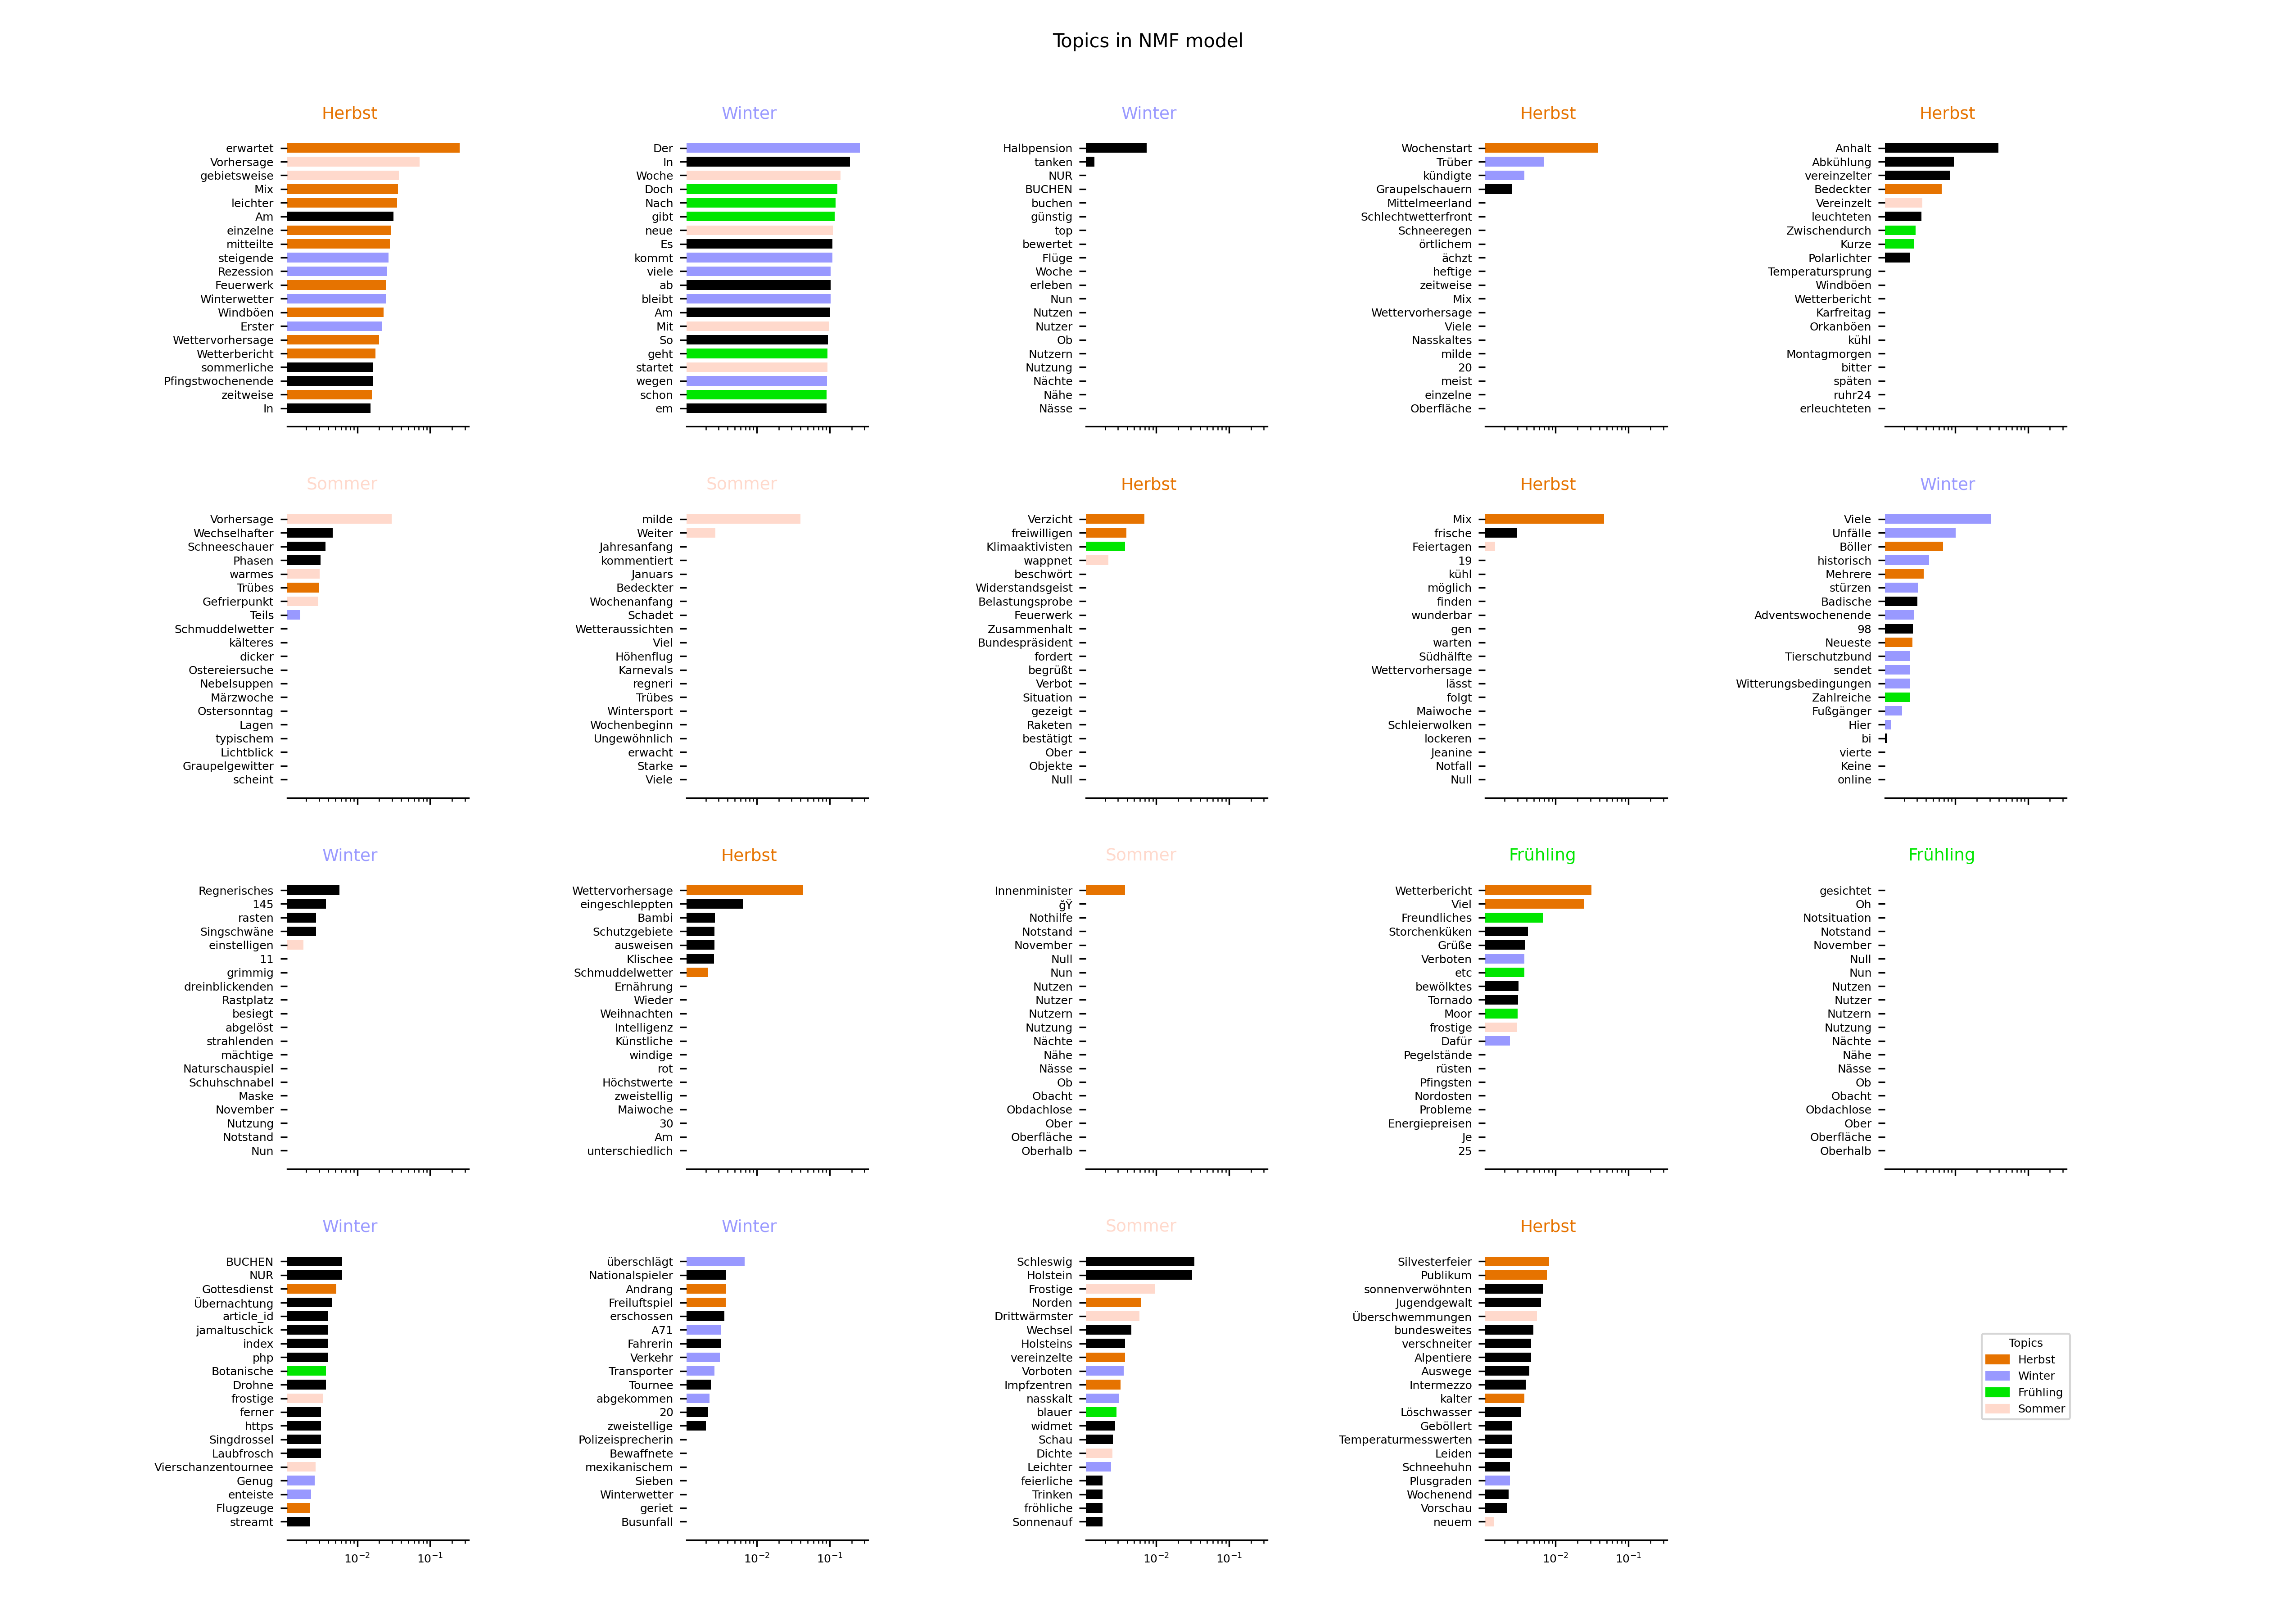 Topics in NMF model
Herbst
erwartet
Vorhersage
gebietsweise
Mix
leichter
Am
einzelne
mitteilte
steigende
Rezession
Feuerwerk
Winterwetter
Windböen
Erster
Wettervorhersage
Wetterbericht
sommerliche
Pfingstwochenende
zeitweise
In
Winter
Der
In
Woche
Doch
Nach
gibt
neue
Es
kommt
viele
ab
bleibt
Am
Mit
So
geht
startet
wegen
schon
em
Winter
Halbpension
tanken
NUR
BUCHEN
buchen
günstig
top
bewertet
Flüge
Woche
erleben
Nun
Nutzen
Nutzer
Ob
Nutzern
Nutzung
Nächte
Nähe
Nässe
Herbst
Wochenstart
Trüber
kündigte
Graupelschauern
Mittelmeerland
Schlechtwetterfront
Schneeregen
örtlichem
ächzt
heftige
zeitweise
Mix
Wettervorhersage
Viele
Nasskaltes
milde
20
meist
einzelne
Oberfläche
Herbst
Anhalt
Abkühlung
vereinzelter
Bedeckter
Vereinzelt
leuchteten
Zwischendurch
Kurze
Polarlichter
Temperatursprung
Windböen
Wetterbericht
Karfreitag
Orkanböen
kühl
Montagmorgen
bitter
späten
ruhr24
erleuchteten
Sommer
Vorhersage
Wechselhafter
Schneeschauer
Phasen
warmes
Trübes
Gefrierpunkt
Teils
Schmuddelwetter
kälteres
dicker
Ostereiersuche
Nebelsuppen
Märzwoche
Ostersonntag
Lagen
typischem
Lichtblick
Graupelgewitter
scheint
Sommer
milde
Weiter
Jahresanfang
kommentiert
Januars
Bedeckter
Wochenanfang
Schadet
Wetteraussichten
Viel
Höhenflug
Karnevals
regneri
Trübes
Wintersport
Wochenbeginn
Ungewöhnlich
erwacht
Starke
Viele
Herbst
Verzicht
freiwilligen
Klimaaktivisten
wappnet
beschwört
Widerstandsgeist
Belastungsprobe
Feuerwerk
Zusammenhalt
Bundespräsident
fordert
begrüßt
Verbot
Situation
gezeigt
Raketen
bestätigt
Ober
Objekte
Null
Herbst
Mix
frische
Feiertagen
19
kühl
möglich
finden
wunderbar
gen
warten
Südhälfte
Wettervorhersage
lässt
folgt
Maiwoche
Schleierwolken
lockeren
Jeanine
Notfall
Null
Winter
Viele
Unfälle
Böller
historisch
Mehrere
stürzen
Badische
Adventswochenende
98
Neueste
Tierschutzbund
sendet
Witterungsbedingungen
Zahlreiche
Fußgänger
Hier
bi
vierte
Keine
online
Winter
Regnerisches
145
rasten
Singschwäne
einstelligen
11
grimmig
dreinblickenden
Rastplatz
besiegt
abgelöst
strahlenden
mächtige
Naturschauspiel
Schuhschnabel
Maske
November
Nutzung
Notstand
Nun
Herbst
Wettervorhersage
eingeschleppten
Bambi
Schutzgebiete
ausweisen
Klischee
Schmuddelwetter
Ernährung
Wieder
Weihnachten
Intelligenz
Künstliche
windige
rot
Höchstwerte
zweistellig
Maiwoche
30
Am
unterschiedlich
Sommer
Innenminister
ğŸ
Nothilfe
Notstand
November
Null
Nun
Nutzen
Nutzer
Nutzern
Nutzung
Nächte
Nähe
Nässe
Ob
Obacht
Obdachlose
Ober
Oberfläche
Oberhalb
Frühling
Wetterbericht
Viel
Freundliches
Storchenküken
Grüße
Verboten
etc
bewölktes
Tornado
Moor
frostige
Dafür
Pegelstände
rüsten
Pfingsten
Nordosten
Probleme
Energiepreisen
Je
25
Frühling
gesichtet
Oh
Notsituation
Notstand
November
Null
Nun
Nutzen
Nutzer
Nutzern
Nutzung
Nächte
Nähe
Nässe
Ob
Obacht
Obdachlose
Ober
Oberfläche
Oberhalb
Winter
BUCHEN
NUR
Gottesdienst
Übernachtung
article_id
jamaltuschick
index
php
Botanische
Drohne
frostige
ferner
https
Singdrossel
Laubfrosch
Vierschanzentournee
Genug
enteiste
Flugzeuge
streamt
10⁻² 10⁻¹
Winter
überschlägt
Nationalspieler
Andrang
Freiluftspiel
erschossen
A71
Fahrerin
Verkehr
Transporter
Tournee
abgekommen
20
zweistellige
Polizeisprecherin
Bewaffnete
mexikanischem
Sieben
Winterwetter
geriet
Busunfall
10⁻² 10⁻¹
Sommer
Schleswig
Holstein
Frostige
Norden
Drittwärmster
Wechsel
Holsteins
vereinzelte
Vorboten
Impfzentren
nasskalt
blauer
widmet
Schau
Dichte
Leichter
feierliche
Trinken
fröhliche
Sonnenauf
10⁻² 10⁻¹
Herbst
Silvesterfeier
Publikum
sonnenverwöhnten
Jugendgewalt
Überschwemmungen
bundesweites
verschneiter
Alpentiere
Auswege
Intermezzo
kalter
Löschwasser
Geböllert
Temperaturmesswerten
Leiden
Schneehuhn
Plusgraden
Wochenend
Vorschau
neuem
10⁻² 10⁻¹
Topics
Herbst
Winter
Frühling
Sommer